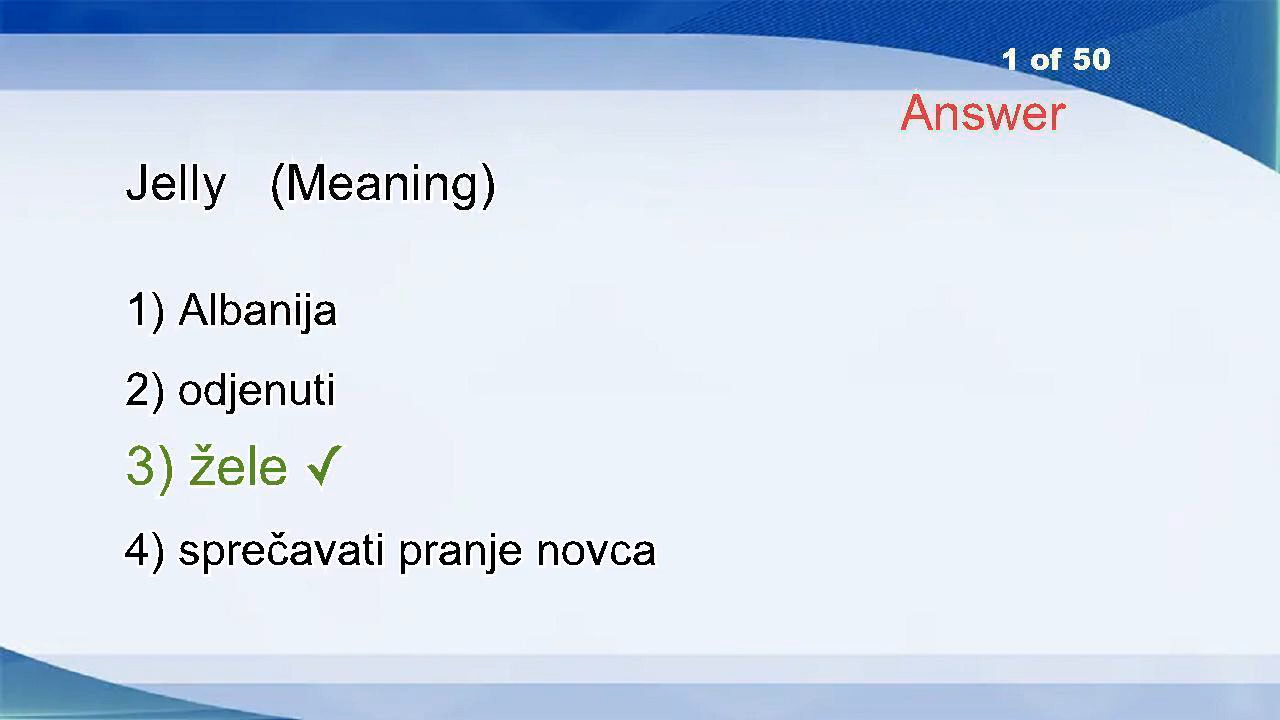 1 of 50
Answer
Jelly (Meaning)
1) Albanija
2) odjenuti
3) žele ✓
4) sprečavati pranje novca